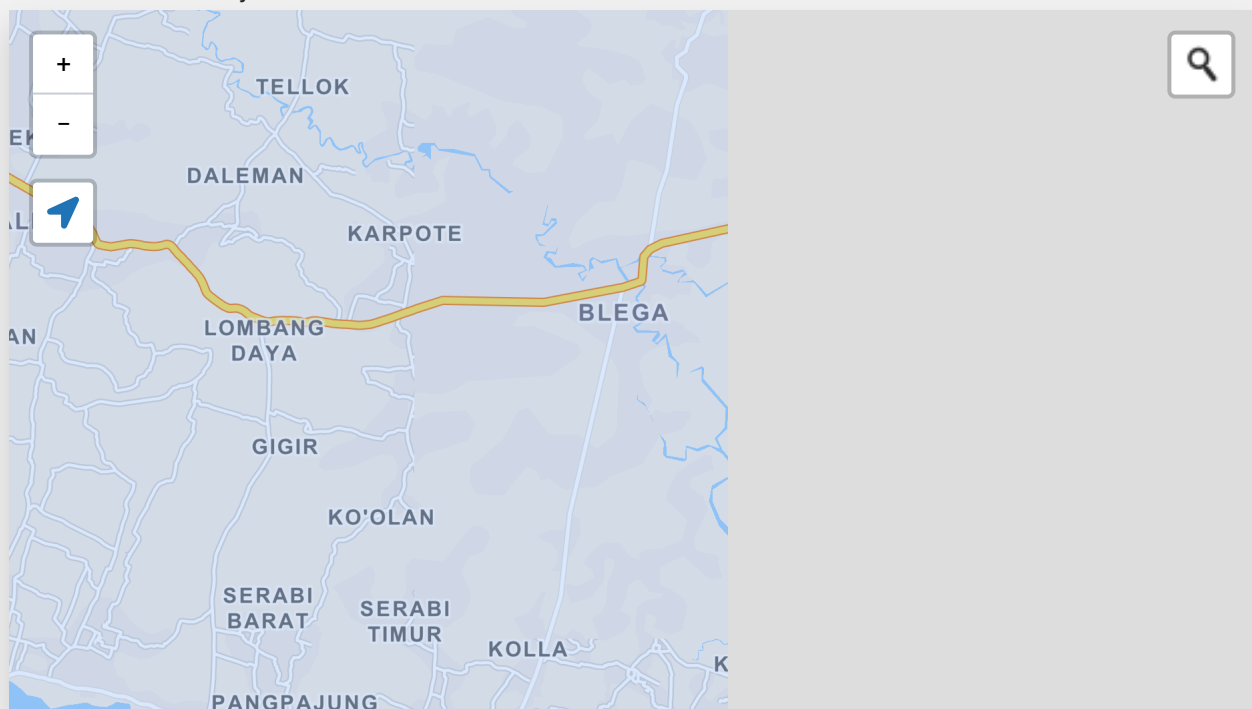 +
TELLOK
−
DALEMAN
KARPOTE
BLEGA
LOMBANG
DAYA
GIGIR
KO'OLAN
SERABI
BARAT
SERABI
TIMUR
KOLLA
PANGPAJUNG